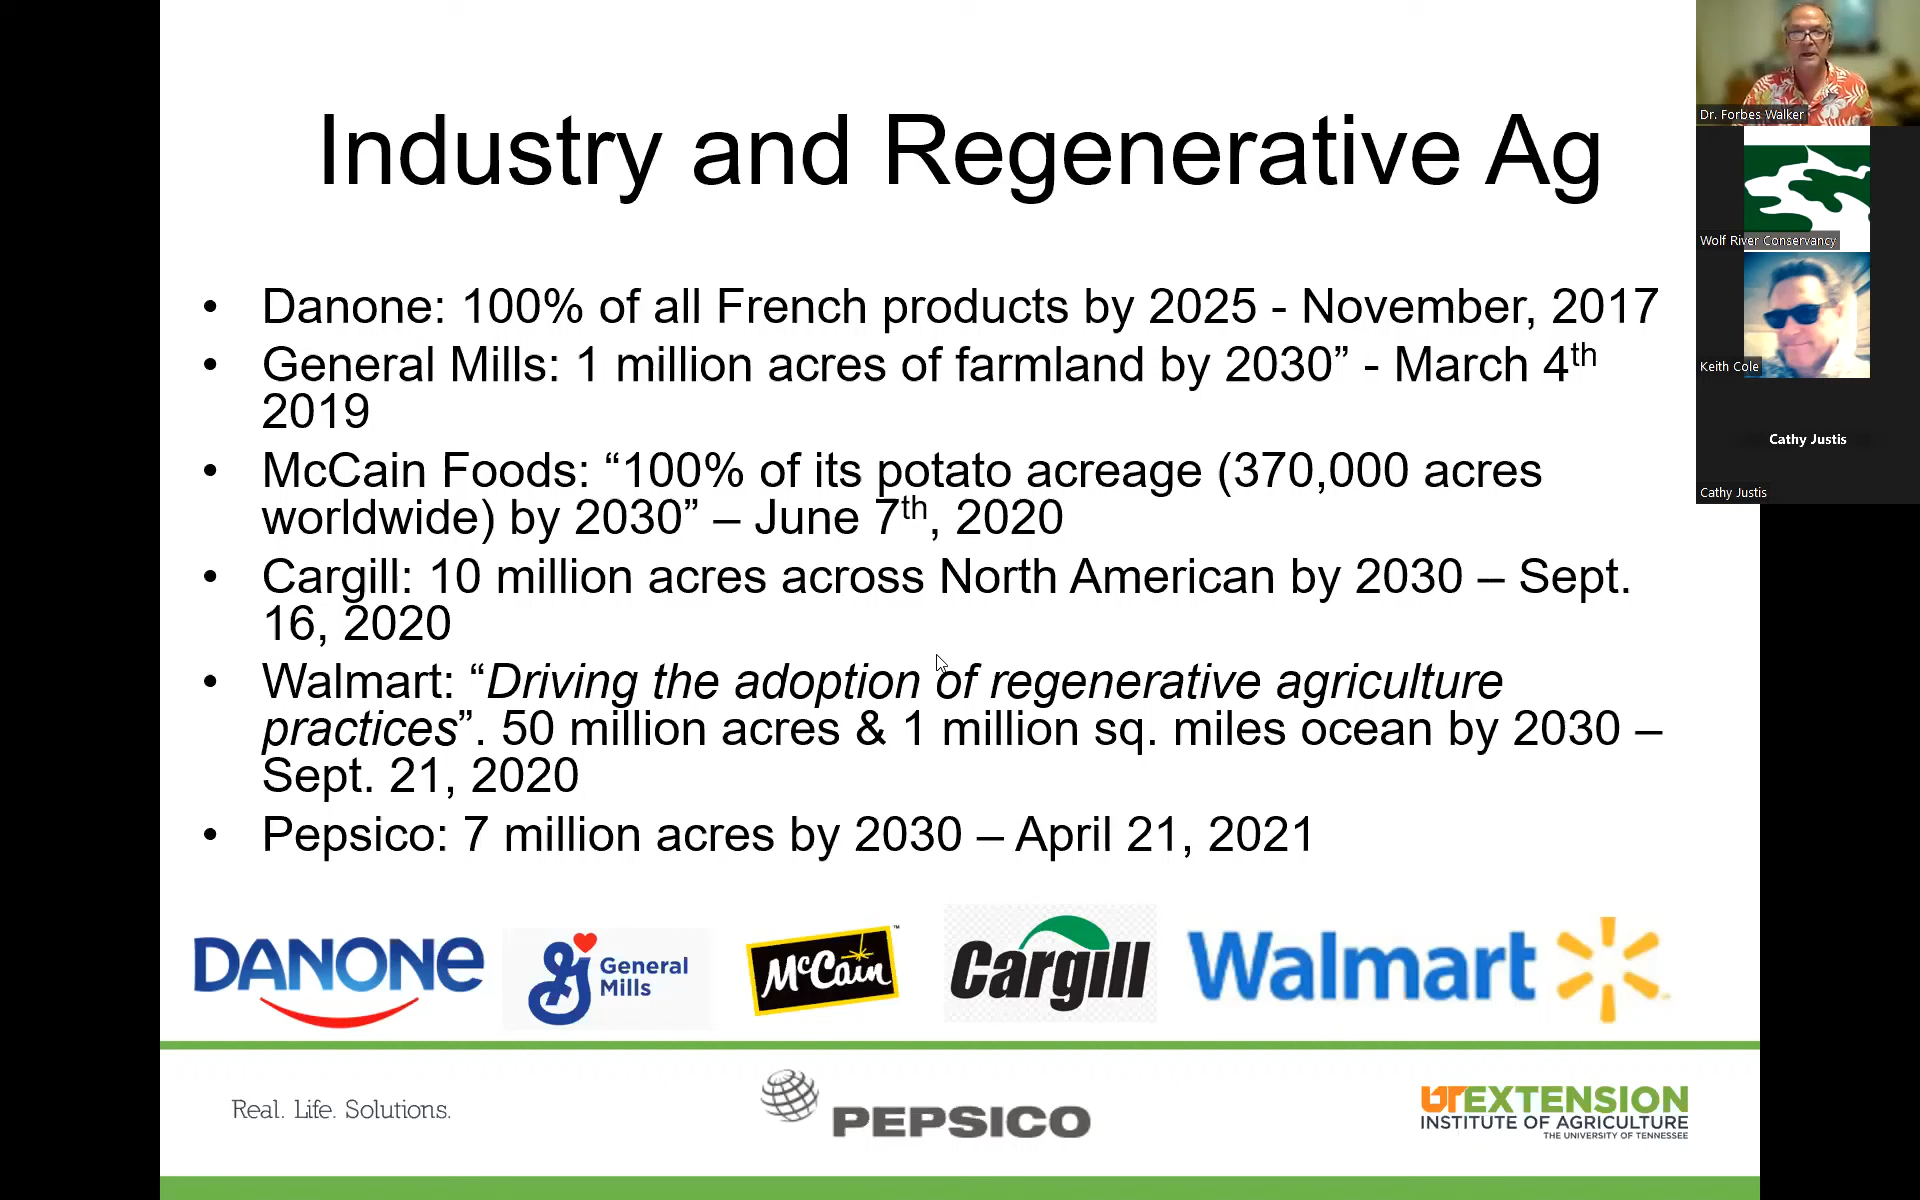 Industry and Regenerative Ag
• Danone: 100% of all French products by 2025 - November, 2017
• General Mills: 1 million acres of farmland by 2030” - March 4th
2019
• McCain Foods: “100% of its potato acreage (370,000 acres
worldwide) by 2030” – June 7th, 2020
• Cargill: 10 million acres across North American by 2030 – Sept.
16, 2020
• Walmart: “Driving the adoption of regenerative agriculture
practices”. 50 million acres & 1 million sq. miles ocean by 2030 –
Sept. 21, 2020
• Pepsico: 7 million acres by 2030 – April 21, 2021
DANONE
General
Mills
McCain™
Cargill
Walmart
Real. Life. Solutions.
PEPSICO
UTEXTENSION
INSTITUTE OF AGRICULTURE
THE UNIVERSITY OF TENNESSEE
Dr. Forbes Walker
Wolf River Conservancy
Keith Cole
Cathy Justis
Cathy Justis